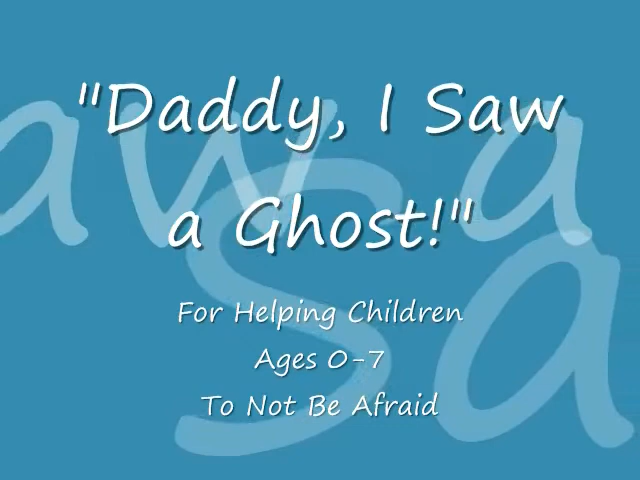 "Daddy, I Saw
a Ghost!"
For Helping Children
Ages 0-7
To Not Be Afraid